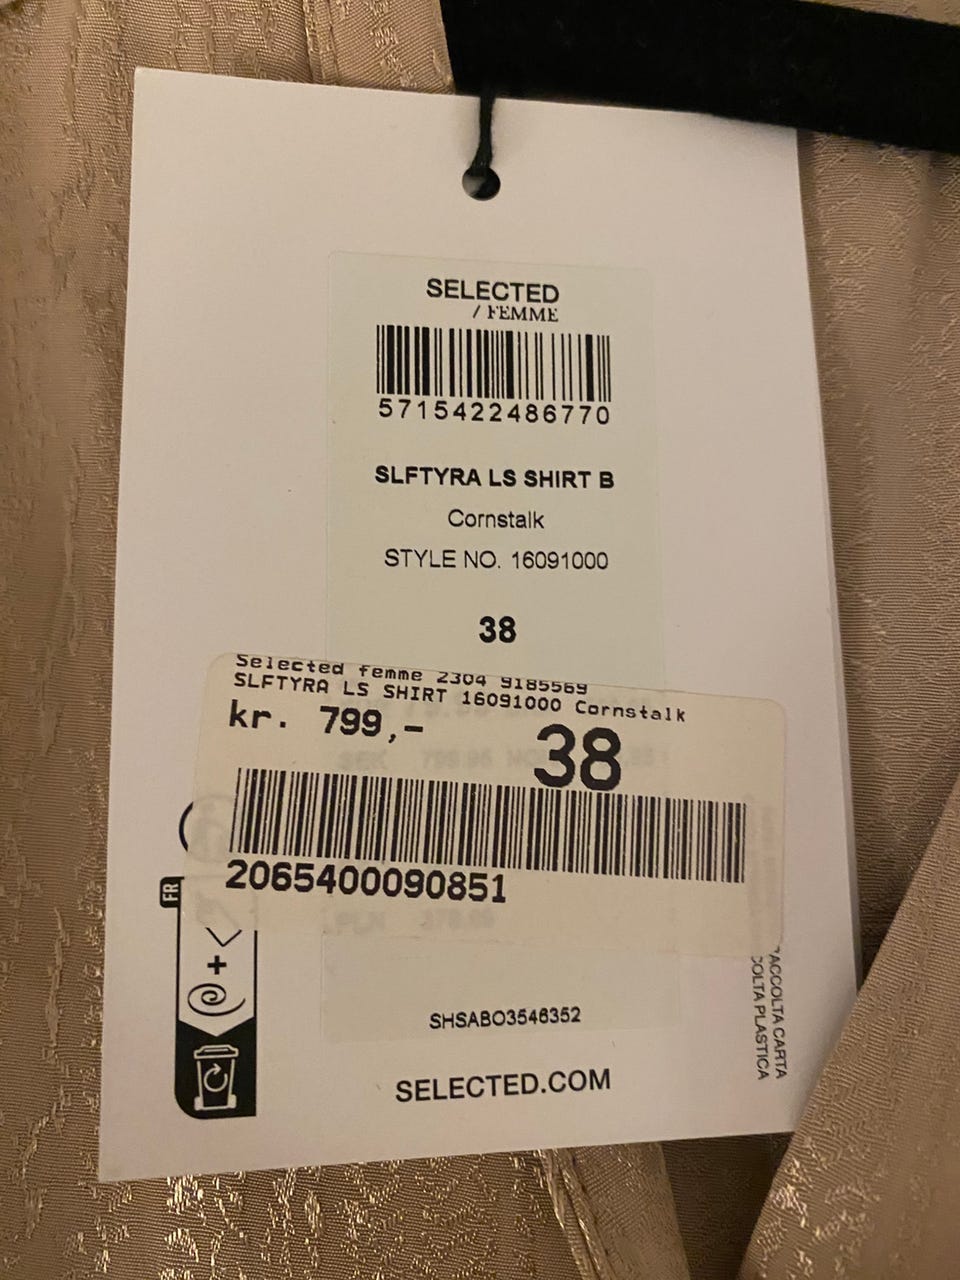 SELECTED
/ FEMME
5715422486770
SLFTYRA LS SHIRT B
Cornstalk
STYLE NO. 16091000
38
Selected femme 2304 9185569
SLFTYRA LS SHIRT 16091000 Cornstalk
kr. 799,-
38
2065400090851
FR
+
SHSABO3546352
SELECTED.COM
RACCOLTA CARTA
COLTA PLASTICA